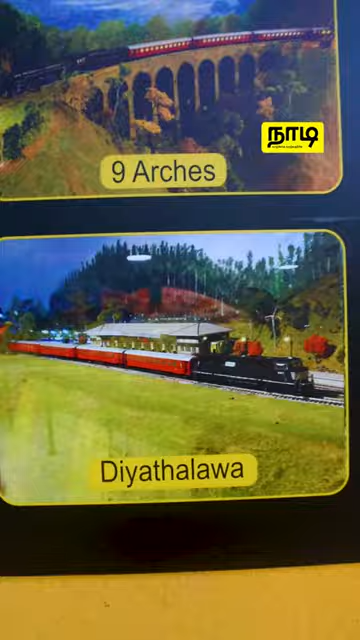 நாடி
9 Arches
Diyathalawa